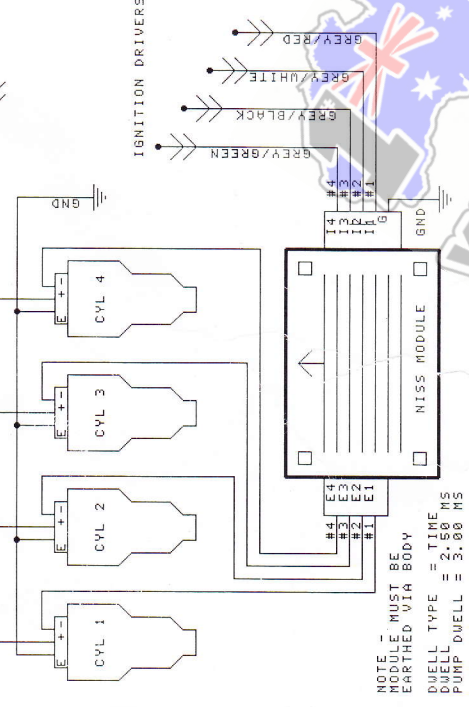 IGNITION DRIVERS
GREY/RED
GREY/WHITE
GREY/BLACK
GREY/GREEN
#4
#3
#2
#1
I4
I3
I2
I1
G
GND
GND
E + -
CYL 4
E + -
CYL 3
E + -
CYL 2
E + -
CYL 1
NISS MODULE
E4
E3
E2
E1
#4
#3
#2
#1
NOTE -
MODULE MUST BE
EARTHED VIA BODY
DWELL TYPE = TIME
DWELL = 2.50 MS
PUMP DWELL = 3.00 MS